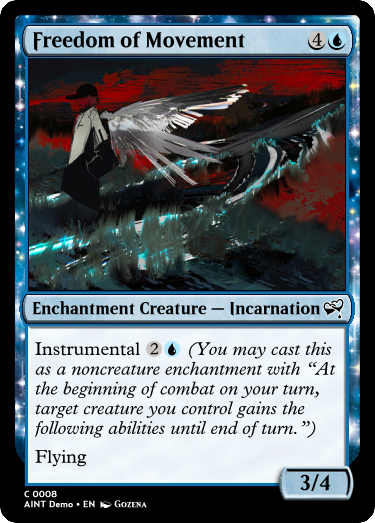 Freedom of Movement 4
Enchantment Creature — Incarnation
Instrumental 2 (You may cast this
as a noncreature enchantment with “At
the beginning of combat on your turn,
target creature you control gains the
following abilities until end of turn.”)
Flying
3/4
C 0008
AINT Demo • EN Gozena